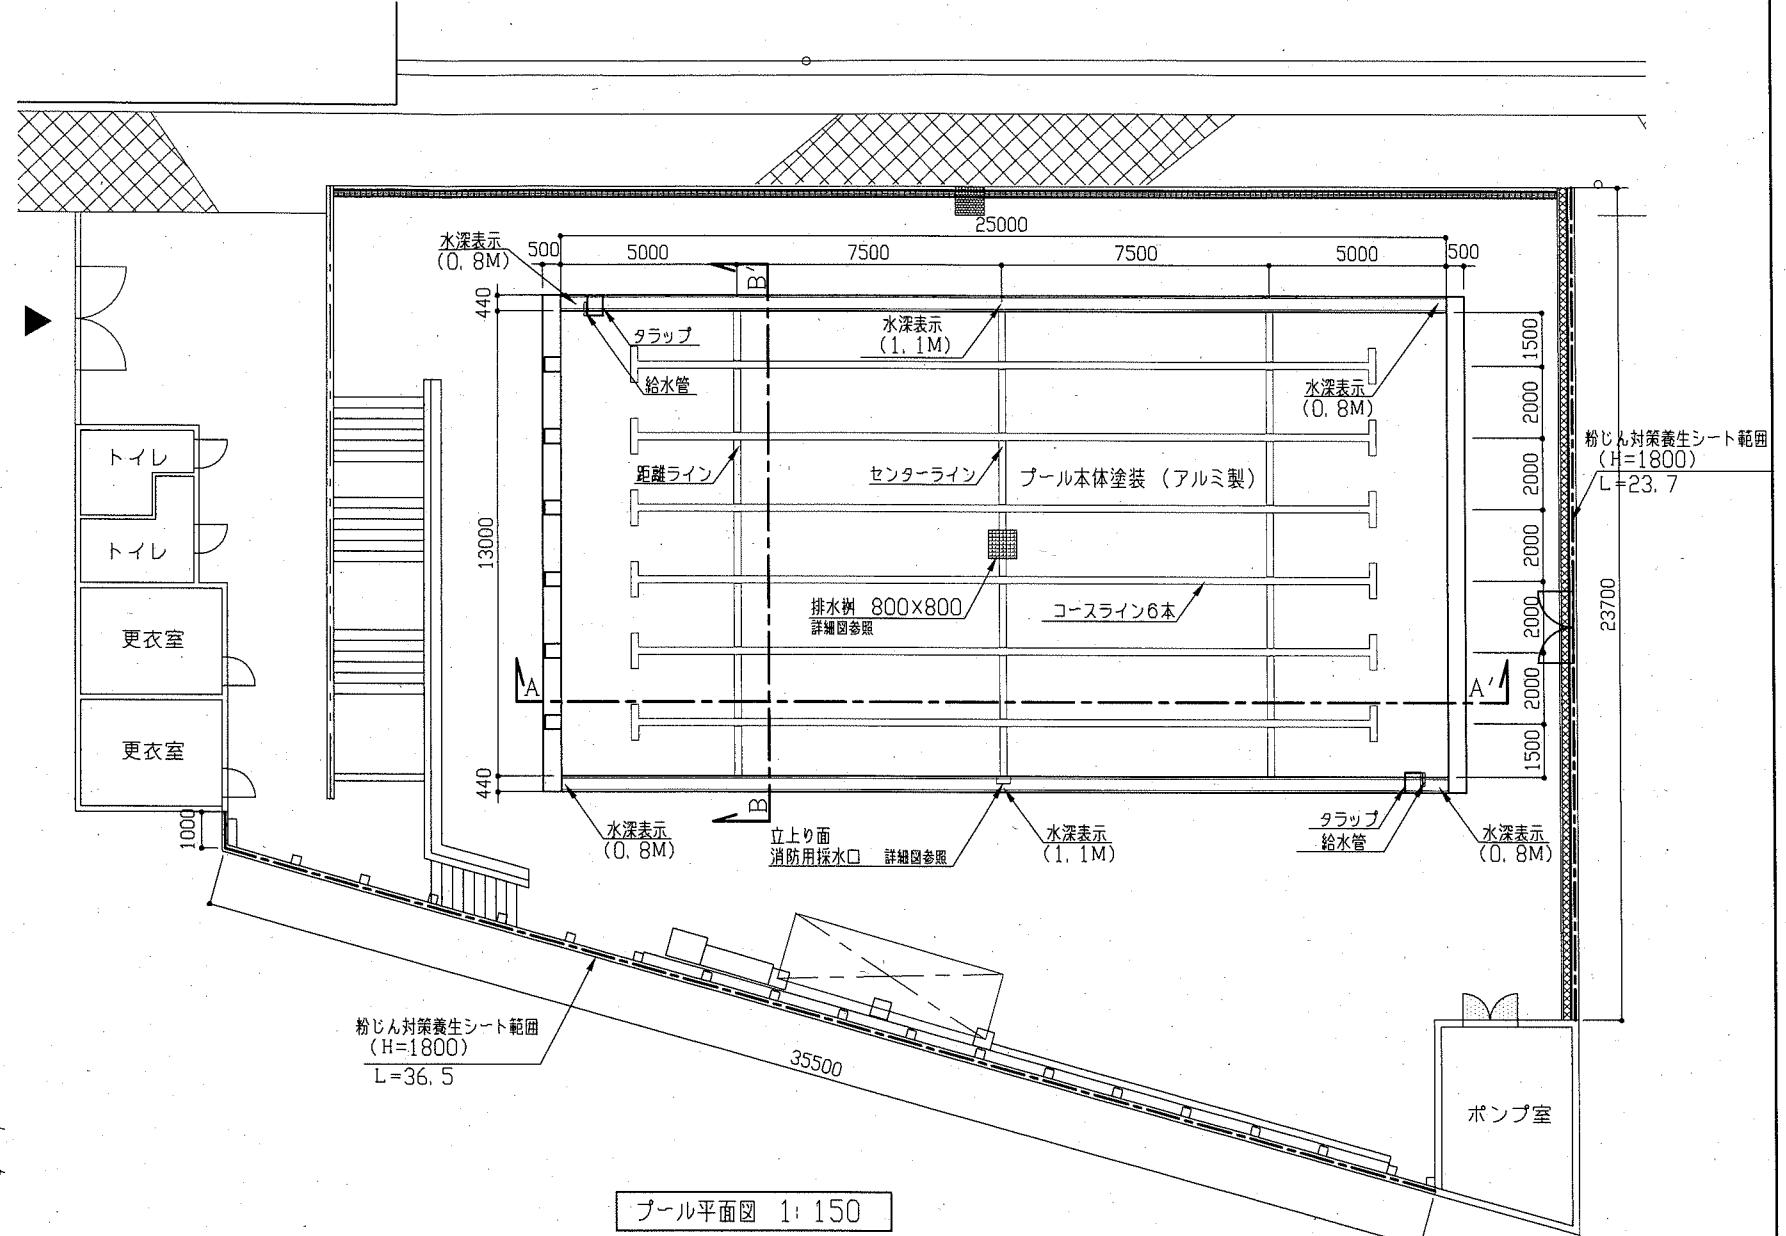 25000
水深表示
(0.8M)
500
5000
7500
7500
5000
500
B'
440
タラップ
給水管
水深表示
(1.1M)
水深表示
(0.8M)
1500
2000
2000
2000
2000
2000
1500
粉じん対策養生シート範囲
(H=1800)
L=23.7
トイレ
トイレ
更衣室
更衣室
距離ライン
センターライン
プール本体塗装 (アルミ製)
13000
排水桝 800×800
詳細図参照
コースライン6本
23700
A
A'
440
B
1000
水深表示
(0.8M)
立上り面
消防用採水口 詳細図参照
水深表示
(1.1M)
タラップ
給水管
水深表示
(0.8M)
粉じん対策養生シート範囲
(H=1800)
L=36.5
35500
ポンプ室
プール平面図 1:150